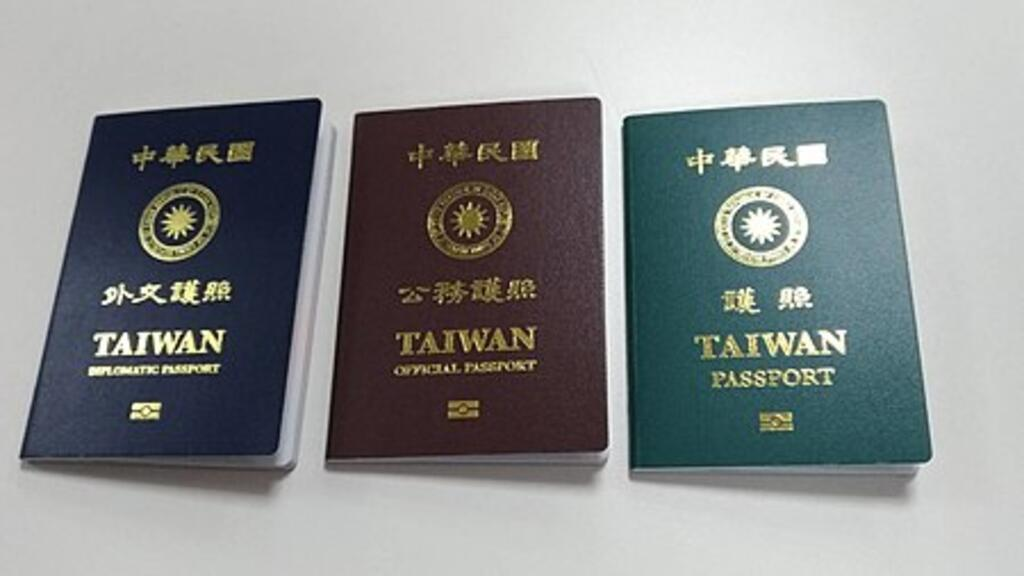 中華民國
外交護照
TAIWAN
DIPLOMATIC PASSPORT
中華民國
公務護照
TAIWAN
OFFICIAL PASSPORT
中華民國
護照
TAIWAN
PASSPORT